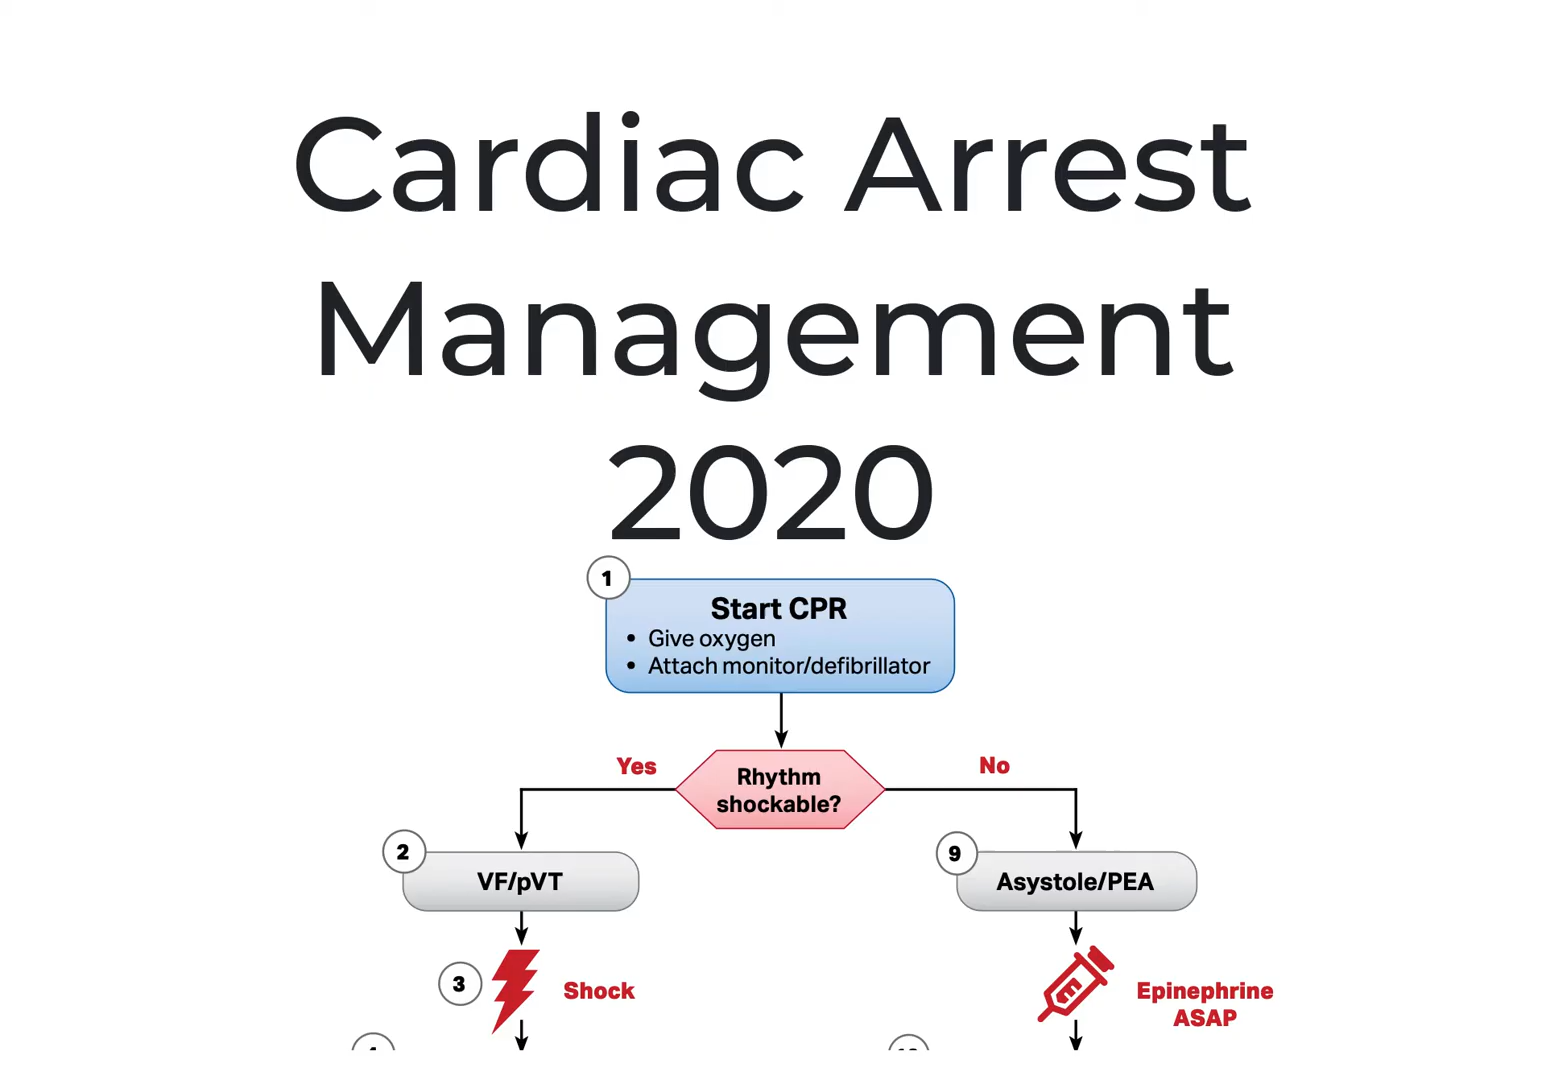 Cardiac Arrest
Management
2020
1
Start CPR
• Give oxygen
• Attach monitor/defibrillator
Yes
Rhythm
shockable?
No
2
VF/pVT
9
Asystole/PEA
3
Shock
Epinephrine
ASAP